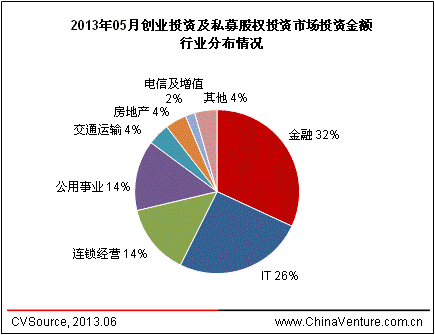 2013年05月创业投资及私募股权投资市场投资金额
行业分布情况
电信及增值
2%
其他 4%
房地产 4%
交通运输 4%
金融 32%
公用事业 14%
连锁经营 14%
IT 26%
CVSource, 2013.06
www.ChinaVenture.com.cn